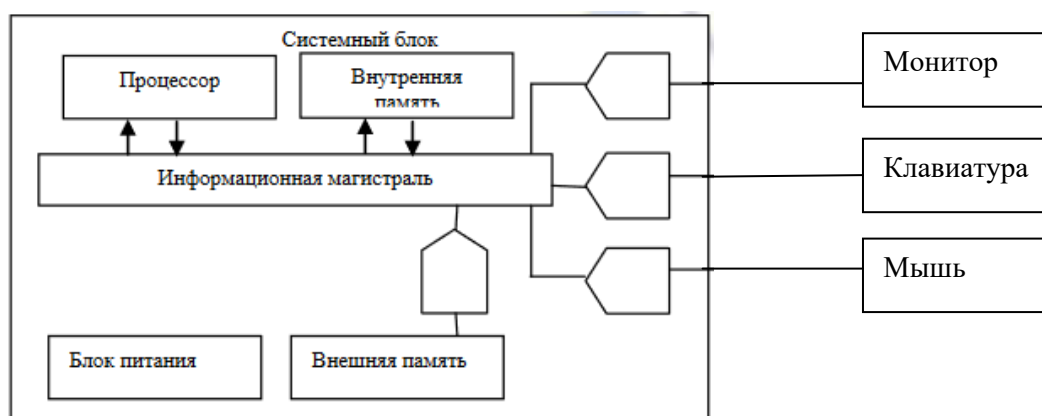 Системный блок
Процессор
Внутренняя
память
Монитор
Информационная магистраль
Клавиатура
Мышь
Блок питания
Внешняя память